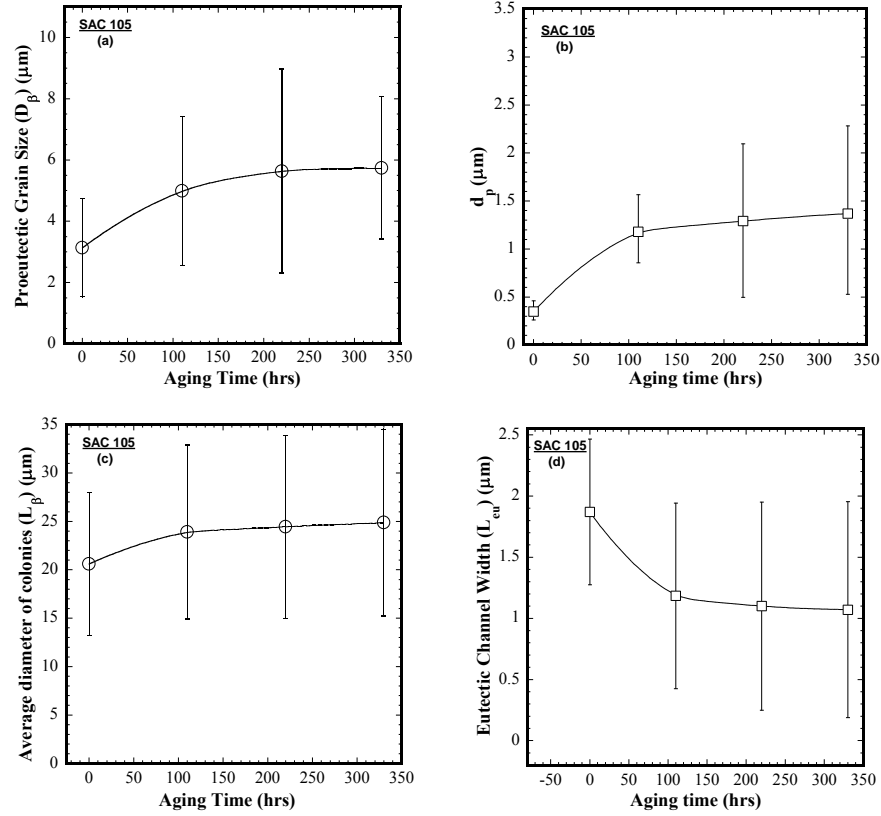 SAC 105
(a)
Proeutectic Grain Size (D_β) (μm)
10
8
6
4
2
0
0 50 100 150 200 250 300 350
Aging Time (hrs)
SAC 105
(b)
d_p (μm)
3.5
3
2.5
2
1.5
1
0.5
0
0 50 100 150 200 250 300 350
Aging time (hrs)
SAC 105
(c)
Average diameter of colonies (L_β) (μm)
35
30
25
20
15
10
5
0
0 50 100 150 200 250 300 350
Aging Time (hrs)
SAC 105
(d)
Eutectic Channel Width (L_eu) (μm)
2.5
2
1.5
1
0.5
0
-50 0 50 100 150 200 250 300 350
Aging time (hrs)